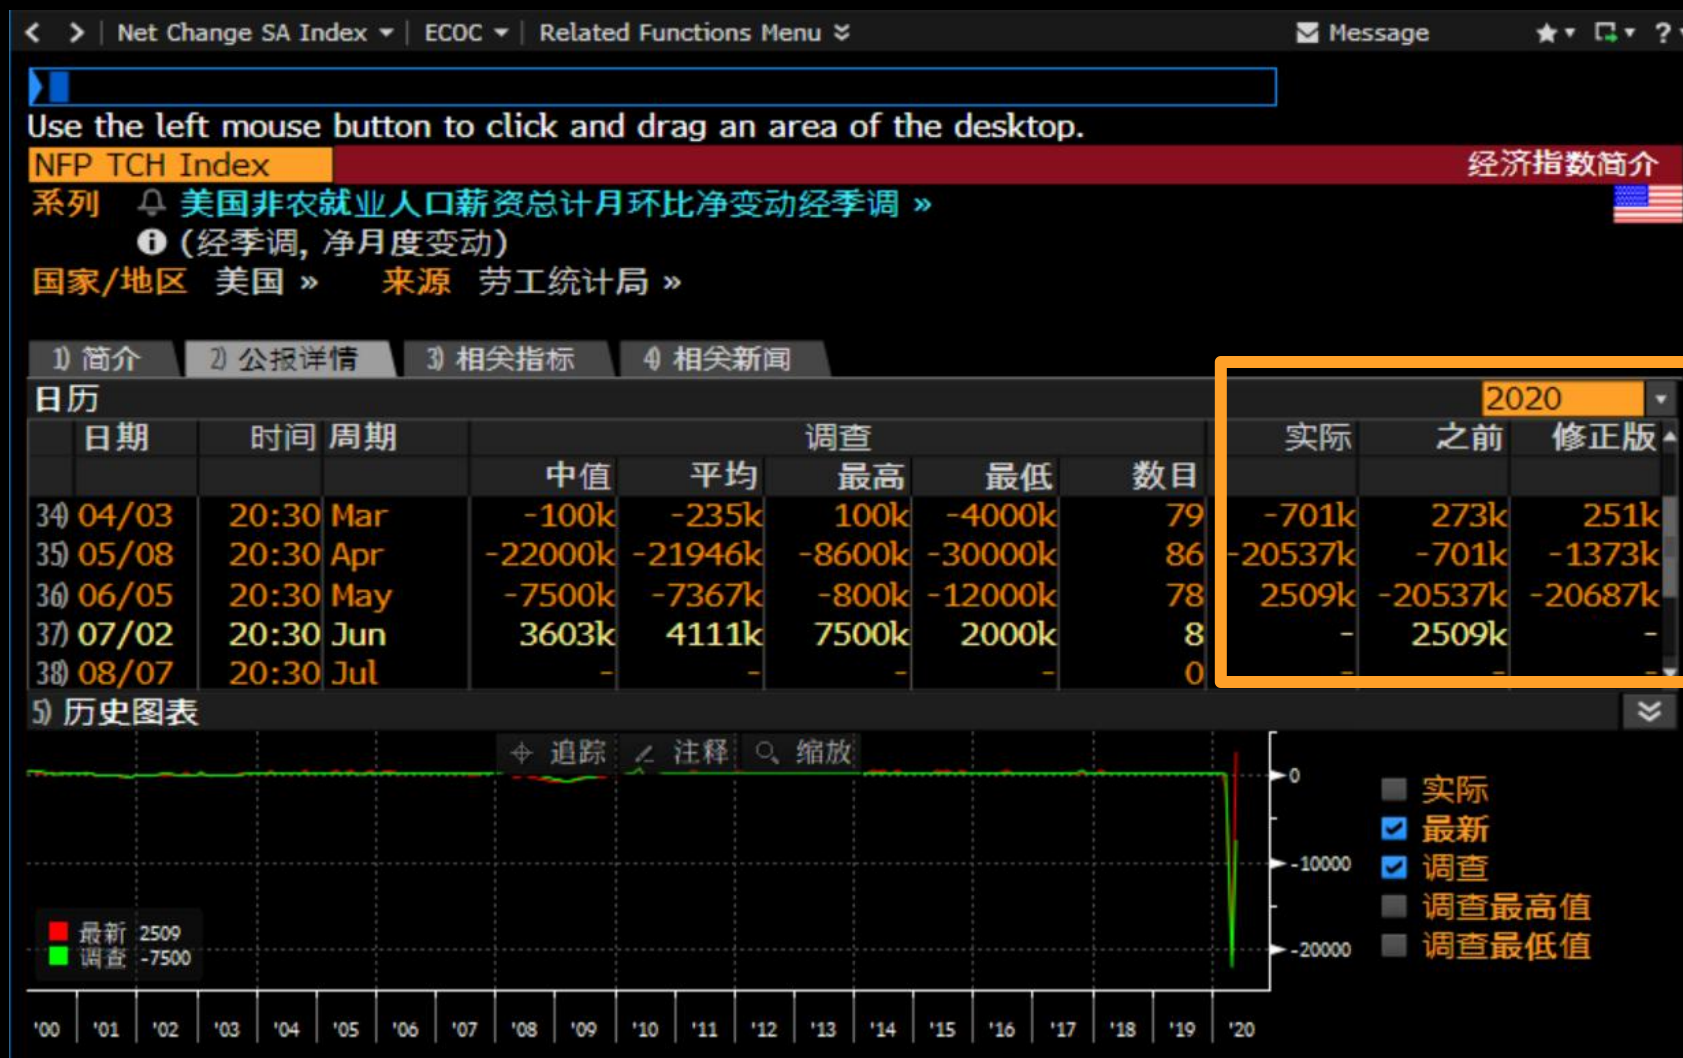 Net Change SA Index ECOC Related Functions Menu Message ?
Use the left mouse button to click and drag an area of the desktop.
NFP TCH Index 经济指数简介
系列 美国非农就业人口薪资总计月环比净变动经季调 »
(经季调, 净月度变动)
国家/地区 美国 » 来源 劳工统计局 »
1) 简介 2) 公报详情 3) 相关指标 4) 相关新闻
日历 2020
日期 时间 周期 调查 实际 之前 修正版
中值 平均 最高 最低 数目
34) 04/03 20:30 Mar -100k -235k 100k -4000k 79 -701k 273k 251k
35) 05/08 20:30 Apr -22000k -21946k -8600k -30000k 86 -20537k -701k -1373k
36) 06/05 20:30 May -7500k -7367k -800k -12000k 78 2509k -20537k -20687k
37) 07/02 20:30 Jun 3603k 4111k 7500k 2000k 8 - 2509k -
38) 08/07 20:30 Jul - - - - 0 - - -
5) 历史图表
追踪 注释 缩放
0
-10000
-20000
实际
最新
调查
调查最高值
调查最低值
最新 2509
调查 -7500
'00 '01 '02 '03 '04 '05 '06 '07 '08 '09 '10 '11 '12 '13 '14 '15 '16 '17 '18 '19 '20